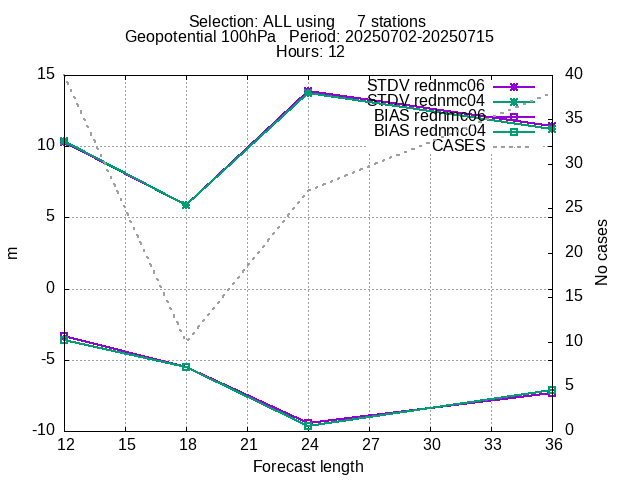 Selection: ALL using     7 stations
Geopotential 100hPa   Period: 20250702-20250715
Hours: 12
15
10
5
0
-5
-10
m
40
35
30
25
20
15
10
5
0
No cases
STDV rednmc06
STDV rednmc04
BIAS rednmc06
BIAS rednmc04
CASES
12 15 18 21 24 27 30 33 36
Forecast length